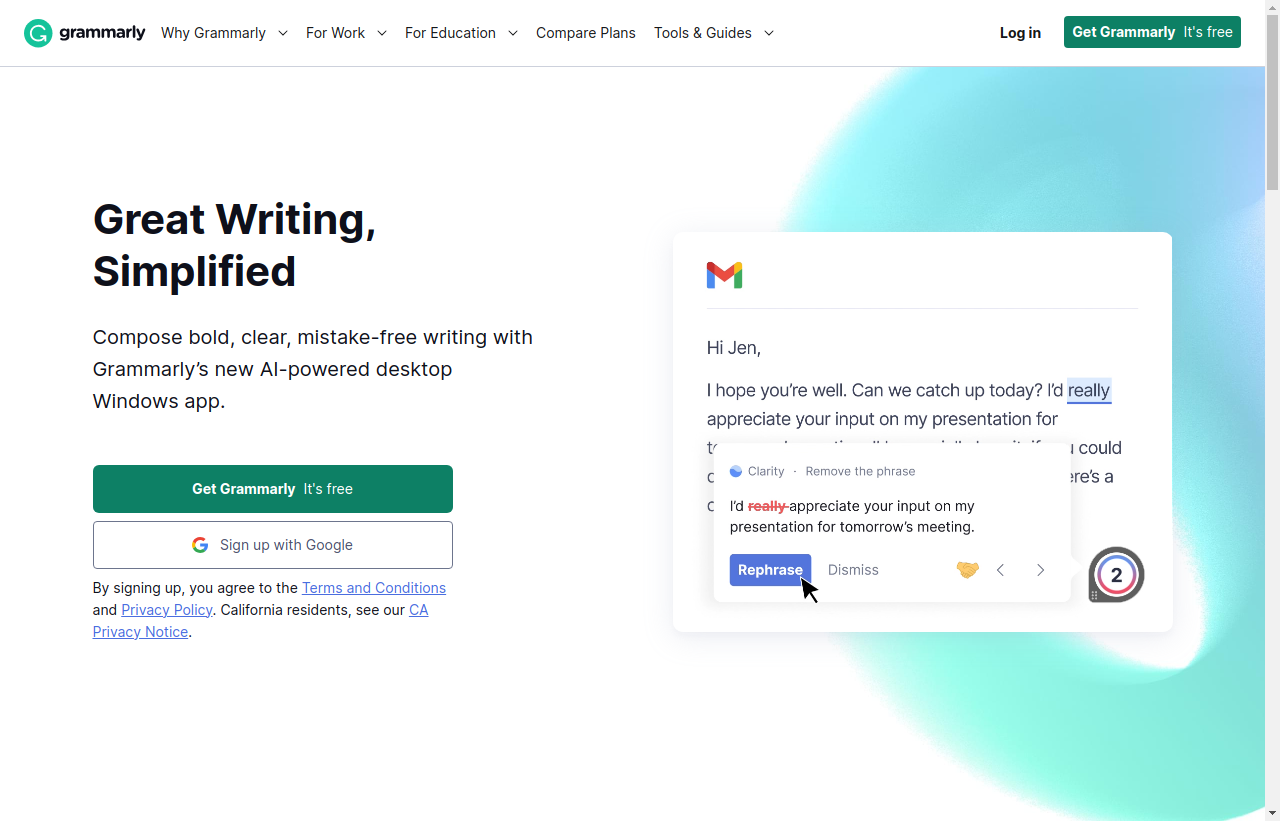 grammarly Why Grammarly For Work For Education Compare Plans Tools & Guides Log in Get Grammarly It's free
Great Writing,
Simplified
Compose bold, clear, mistake-free writing with
Grammarly’s new AI-powered desktop
Windows app.
Get Grammarly It's free
Sign up with Google
By signing up, you agree to the Terms and Conditions
and Privacy Policy. California residents, see our CA
Privacy Notice.
Hi Jen,
I hope you’re well. Can we catch up today? I’d really
appreciate your input on my presentation for
could
Clarity · Remove the phrase
I’d really appreciate your input on my
presentation for tomorrow’s meeting.
Rephrase Dismiss
2